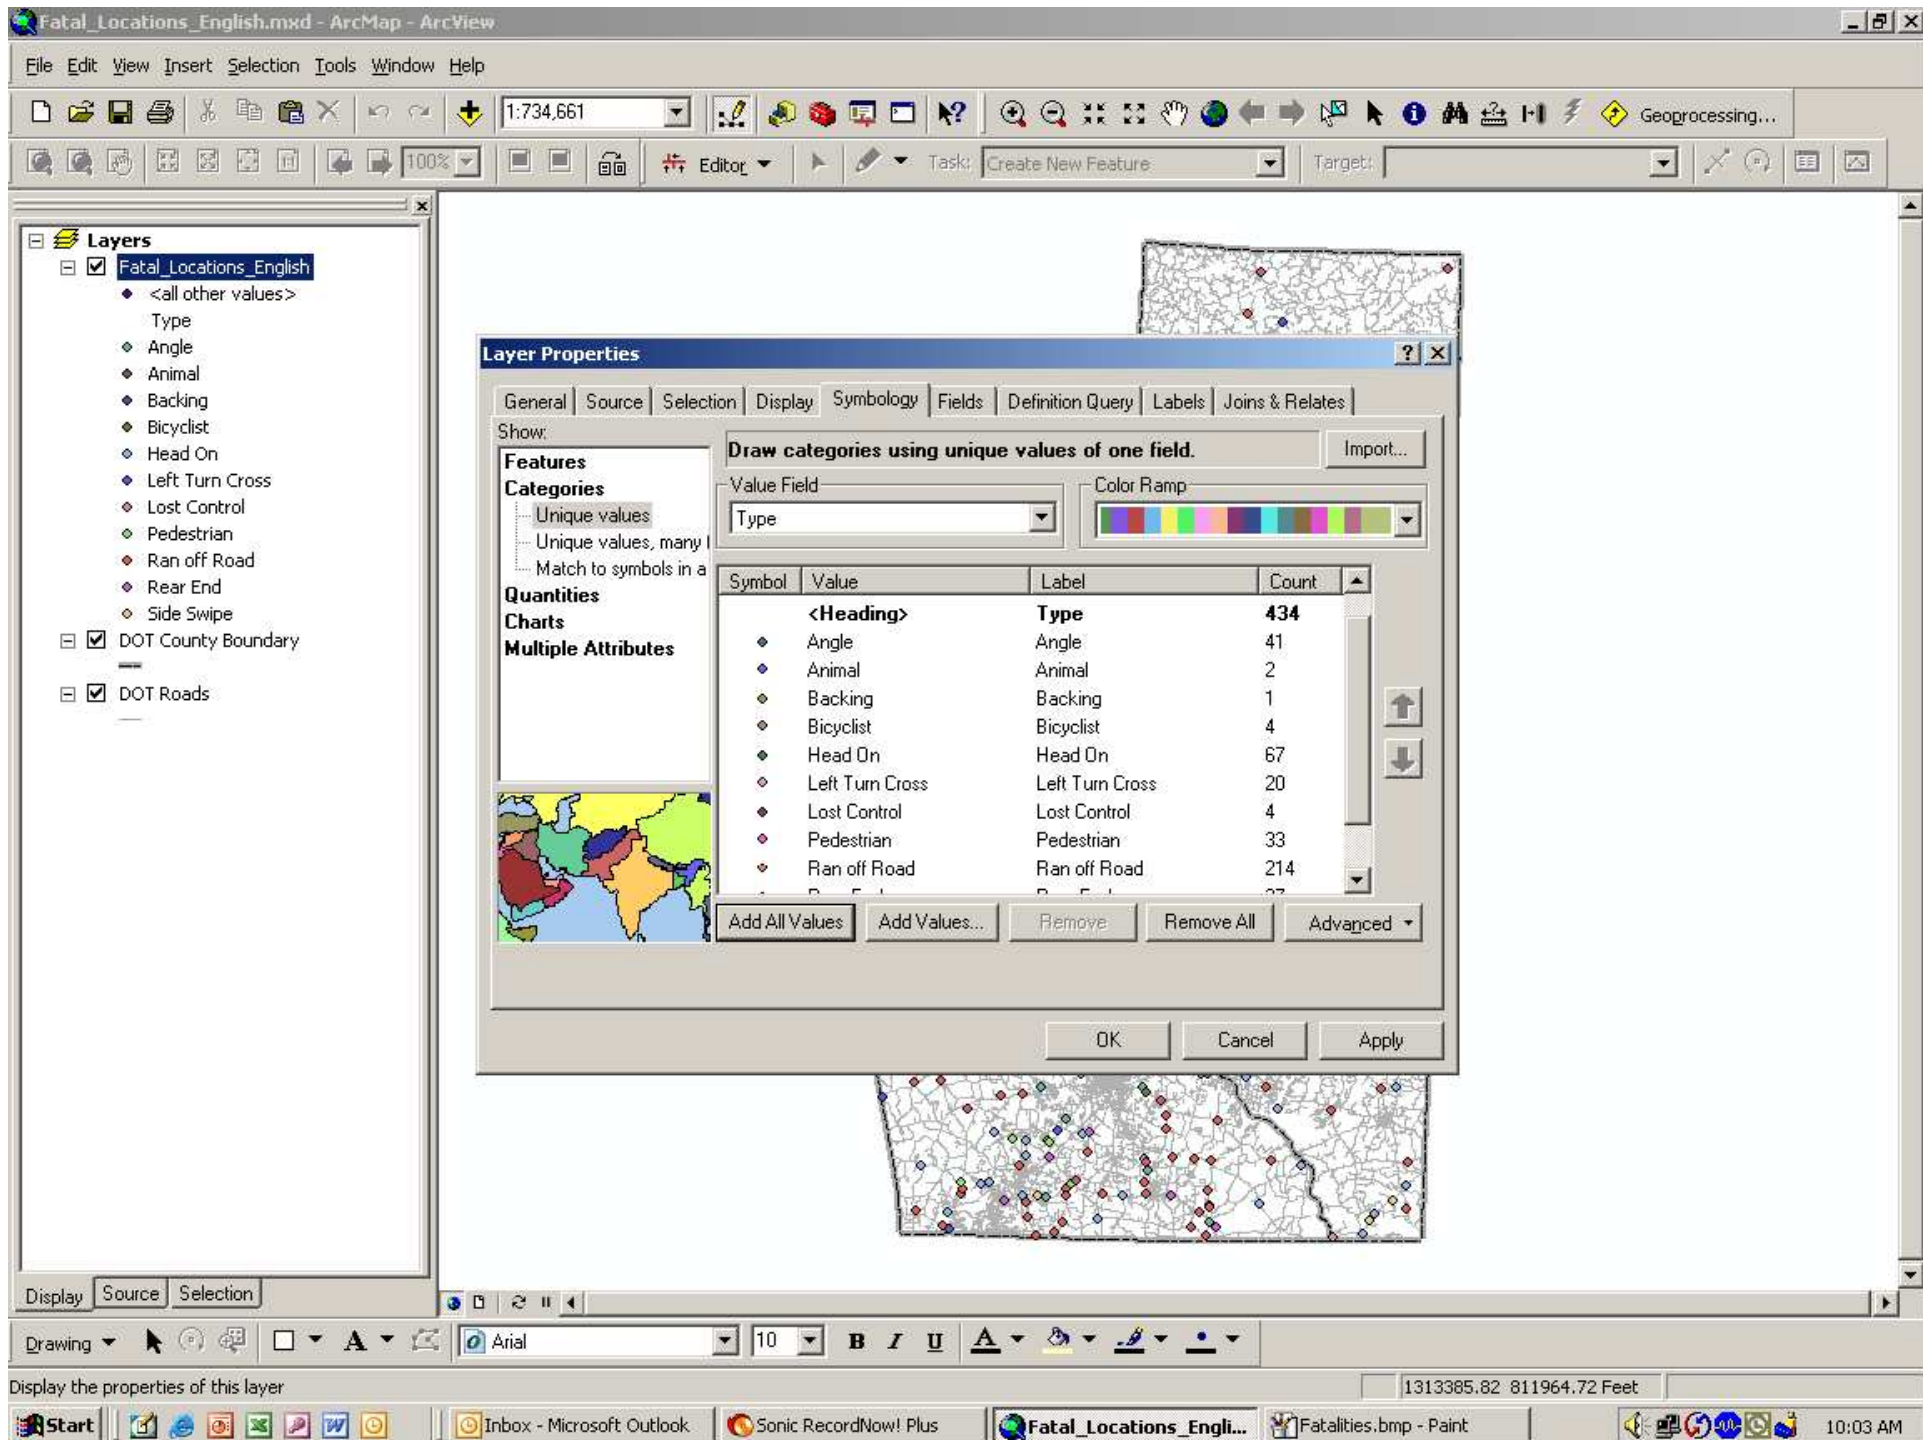 Fatal_Locations_English.mxd - ArcMap - ArcView
File Edit View Insert Selection Tools Window Help
1:734,661
Geoprocessing...
100%
Editor
Task: Create New Feature
Target:
Layers
Fatal_Locations_English
<all other values>
Type
Angle
Animal
Backing
Bicyclist
Head On
Left Turn Cross
Lost Control
Pedestrian
Ran off Road
Rear End
Side Swipe
DOT County Boundary
DOT Roads
Layer Properties
General Source Selection Display Symbology Fields Definition Query Labels Joins & Relates
Show:
Features
Categories
Unique values
Unique values, many
Match to symbols in a
Quantities
Charts
Multiple Attributes
Draw categories using unique values of one field.
Import...
Value Field
Type
Color Ramp
Symbol Value Label Count
<Heading> Type 434
Angle Angle 41
Animal Animal 2
Backing Backing 1
Bicyclist Bicyclist 4
Head On Head On 67
Left Turn Cross Left Turn Cross 20
Lost Control Lost Control 4
Pedestrian Pedestrian 33
Ran off Road Ran off Road 214
Add All Values Add Values... Remove Remove All Advanced
OK Cancel Apply
Display Source Selection
Drawing A Arial 10 B I U A
Display the properties of this layer
1313385.82 811964.72 Feet
Start Inbox - Microsoft Outlook Sonic RecordNow! Plus Fatal_Locations_Engli... Fatalities.bmp - Paint 10:03 AM